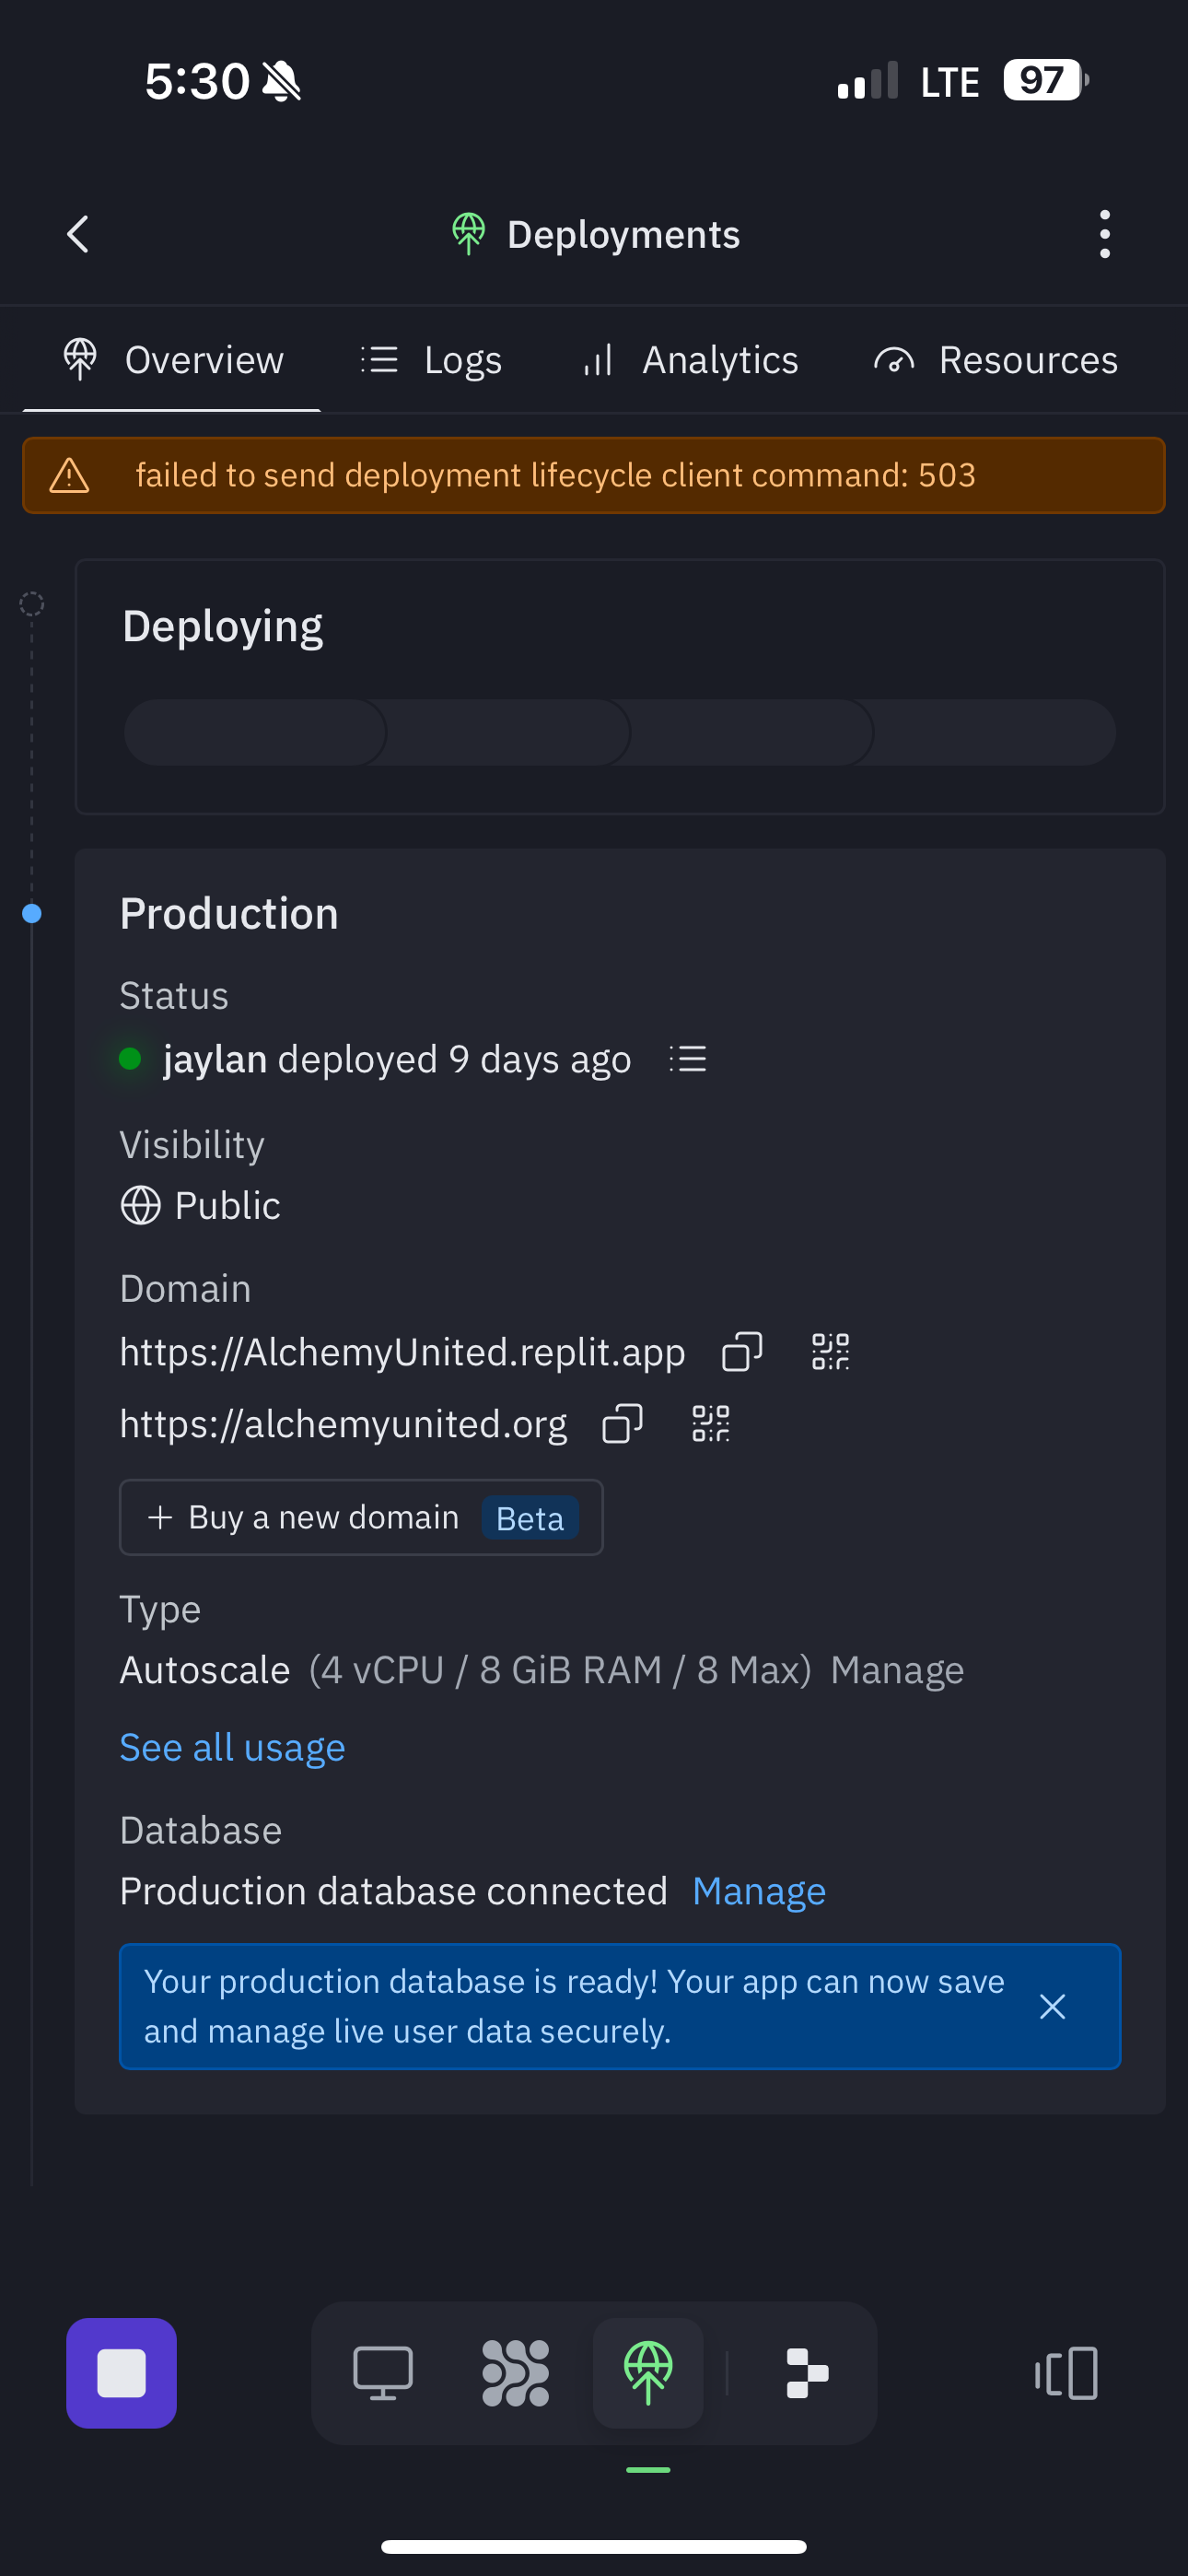 5:30
LTE
97
Deployments
Overview
Logs
Analytics
Resources
failed to send deployment lifecycle client command: 503
Deploying
Production
Status
jaylan deployed 9 days ago
Visibility
Public
Domain
https://AlchemyUnited.replit.app
https://alchemyunited.org
+ Buy a new domain Beta
Type
Autoscale (4 vCPU / 8 GiB RAM / 8 Max) Manage
See all usage
Database
Production database connected Manage
Your production database is ready! Your app can now save
and manage live user data securely.